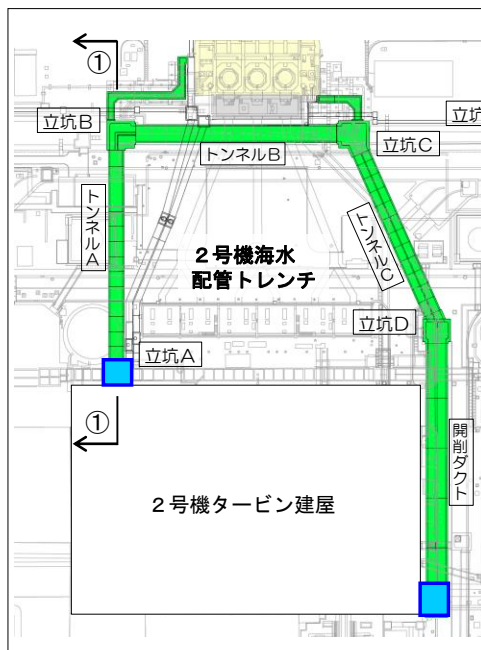 ①
立坑B
立坑
立坑C
トンネルB
トンネルA
２号機海水
配管トレンチ
トンネルC
立坑D
立坑A
①
開削ダクト
２号機タービン建屋